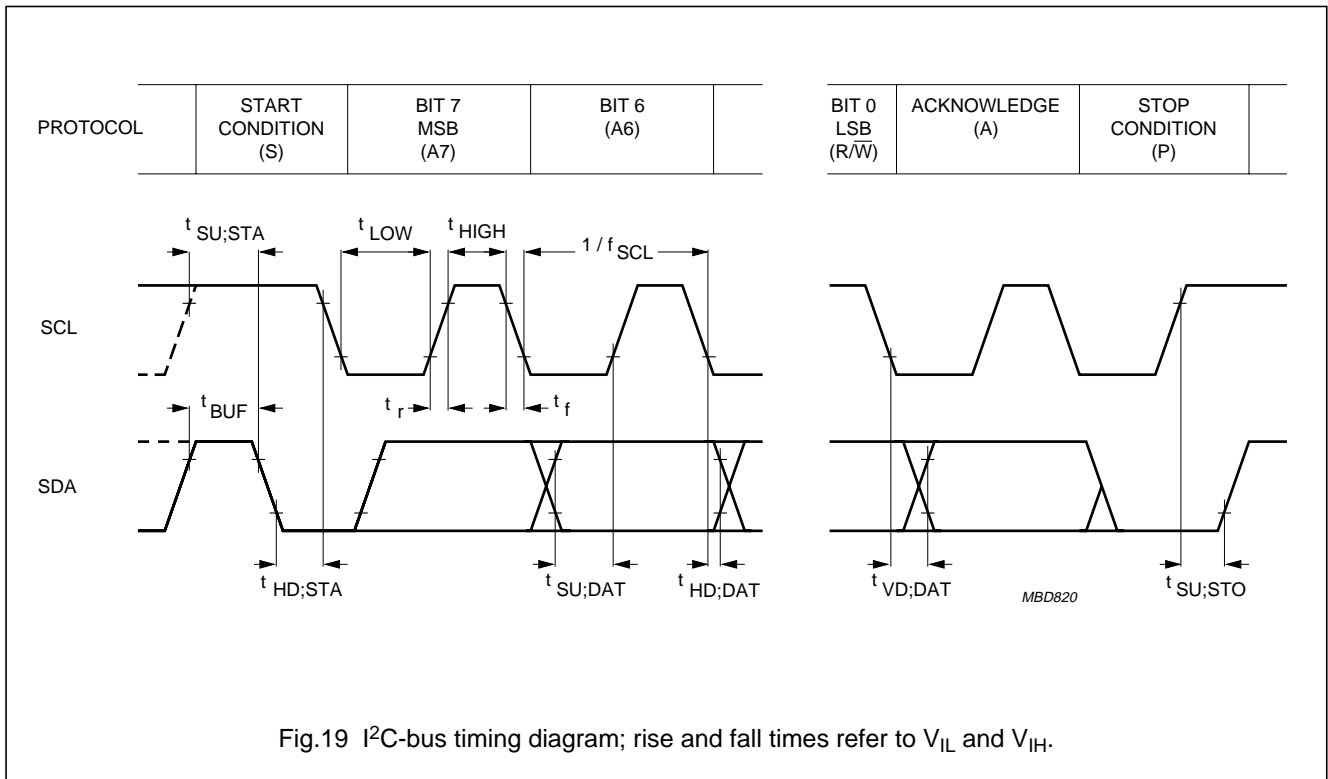 PROTOCOL
START
CONDITION
(S)
BIT 7
MSB
(A7)
BIT 6
(A6)
BIT 0
LSB
(R/W̅)
ACKNOWLEDGE
(A)
STOP
CONDITION
(P)
t SU;STA
t LOW
t HIGH
1 / f SCL
SCL
t BUF
t r
t f
SDA
t HD;STA
t SU;DAT
t HD;DAT
t VD;DAT
MBD820
t SU;STO
Fig.19 I²C-bus timing diagram; rise and fall times refer to VIL and VIH.